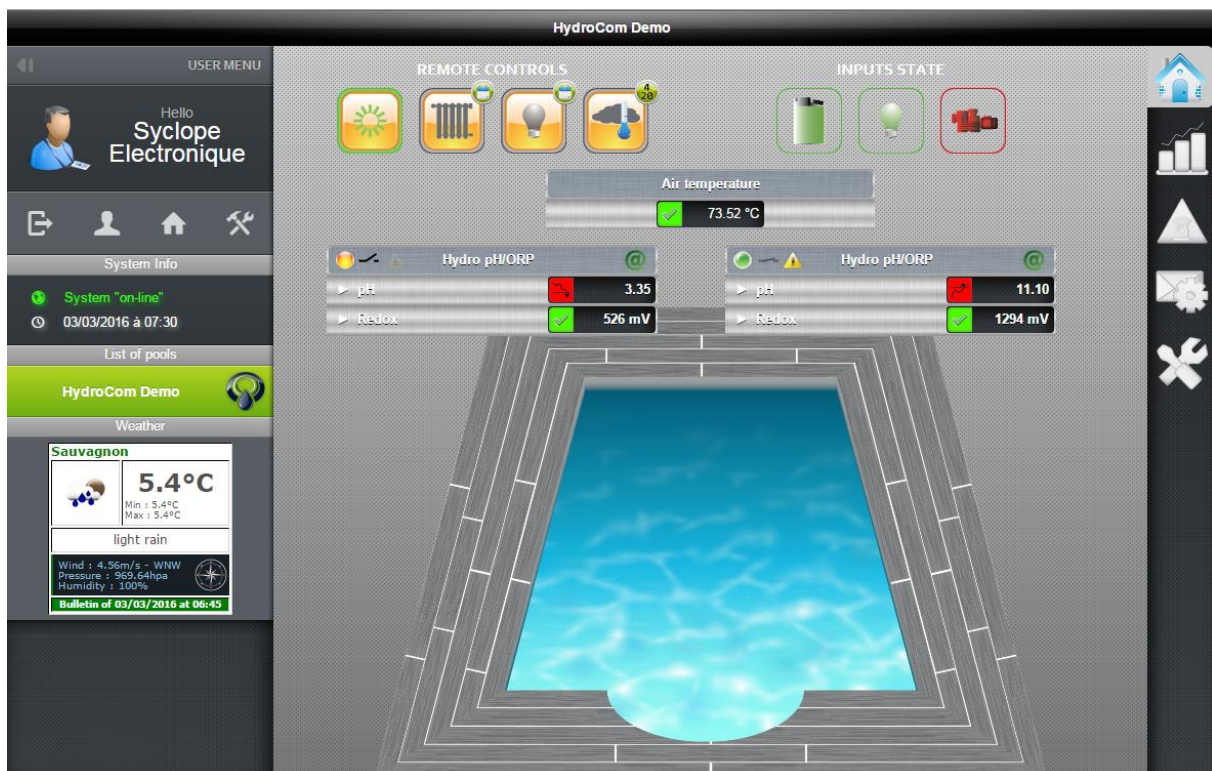 HydroCom Demo
USER MENU
Hello
Syclope
Electronique
System Info
System "on-line"
03/03/2016 à 07:30
List of pools
HydroCom Demo
Weather
Sauvagnon
5.4°C
Min : 5.4°C
Max : 5.4°C
light rain
Wind : 4.56m/s - WNW
Pressure : 969.64hpa
Humidity : 100%
Bulletin of 03/03/2016 at 06:45
REMOTE CONTROLS
4
20
INPUTS STATE
Air temperature
73.52 °C
Hydro pH/ORP @
pH 3.35
Redox 526 mV
Hydro pH/ORP @
pH 11.10
Redox 1294 mV